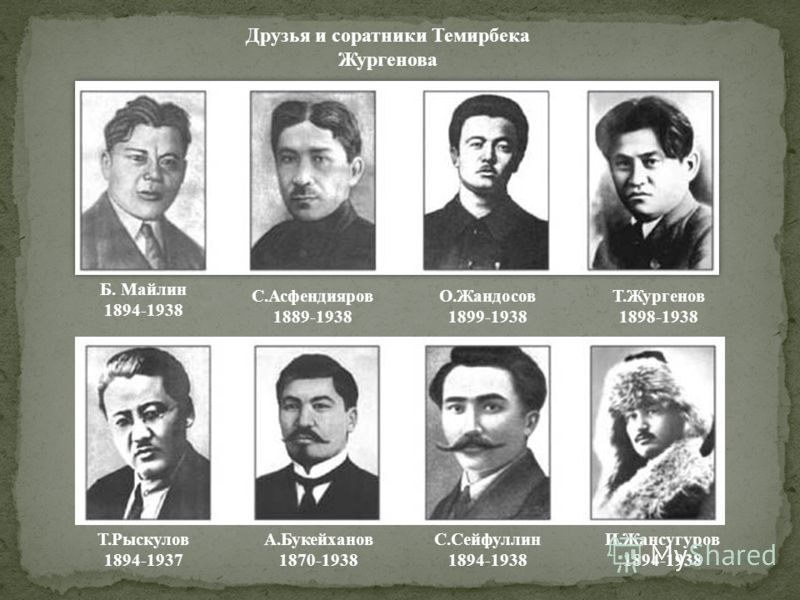 Друзья и соратники Темирбека
Жургенова
Б. Майлин
1894-1938
С.Асфендияров
1889-1938
О.Жандосов
1899-1938
Т.Жургенов
1898-1938
Т.Рыскулов
1894-1937
А.Букейханов
1870-1938
С.Сейфуллин
1894-1938
И.Жансугуров
1894-1938
MyShared